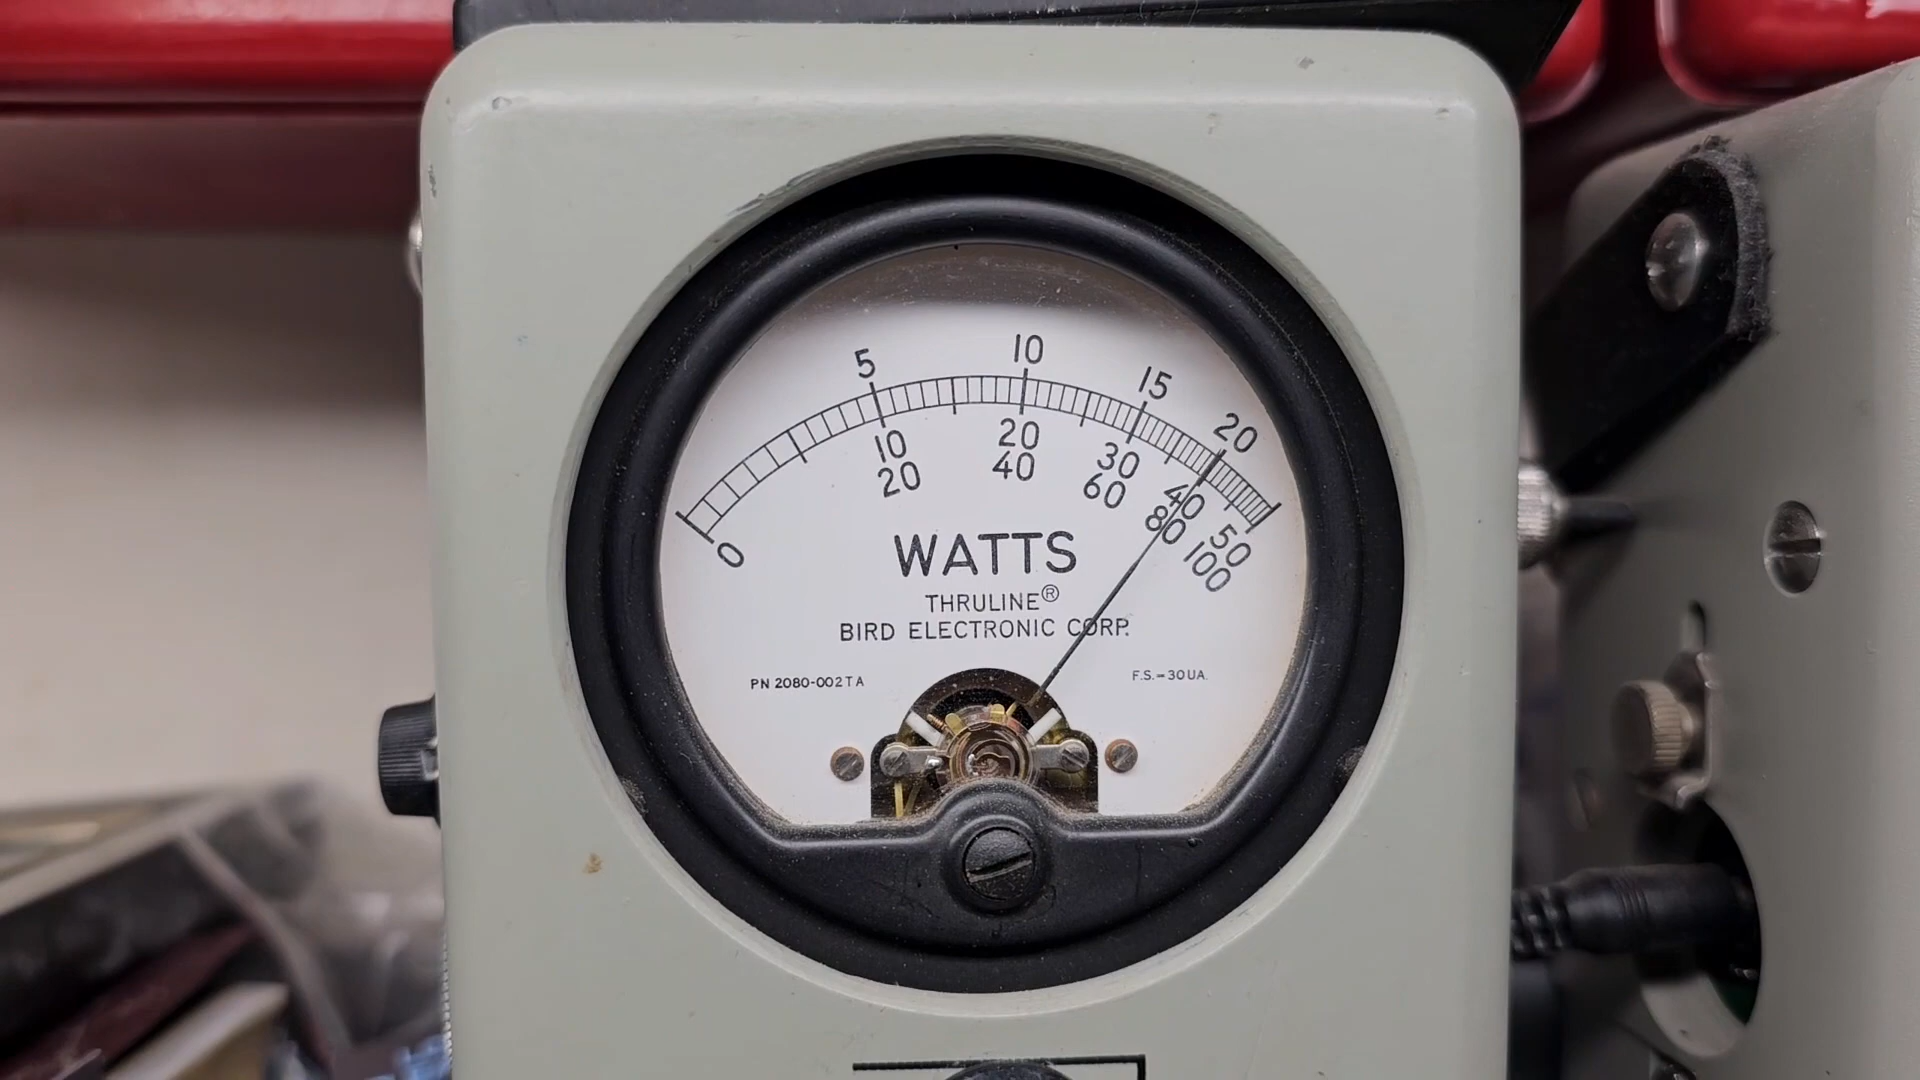 5 10 15 20
0 10 20 30 40 50
20 40 60 80 100
WATTS
THRULINE®
BIRD ELECTRONIC CORP.
PN 2080-002TA
F.S.=30UA.